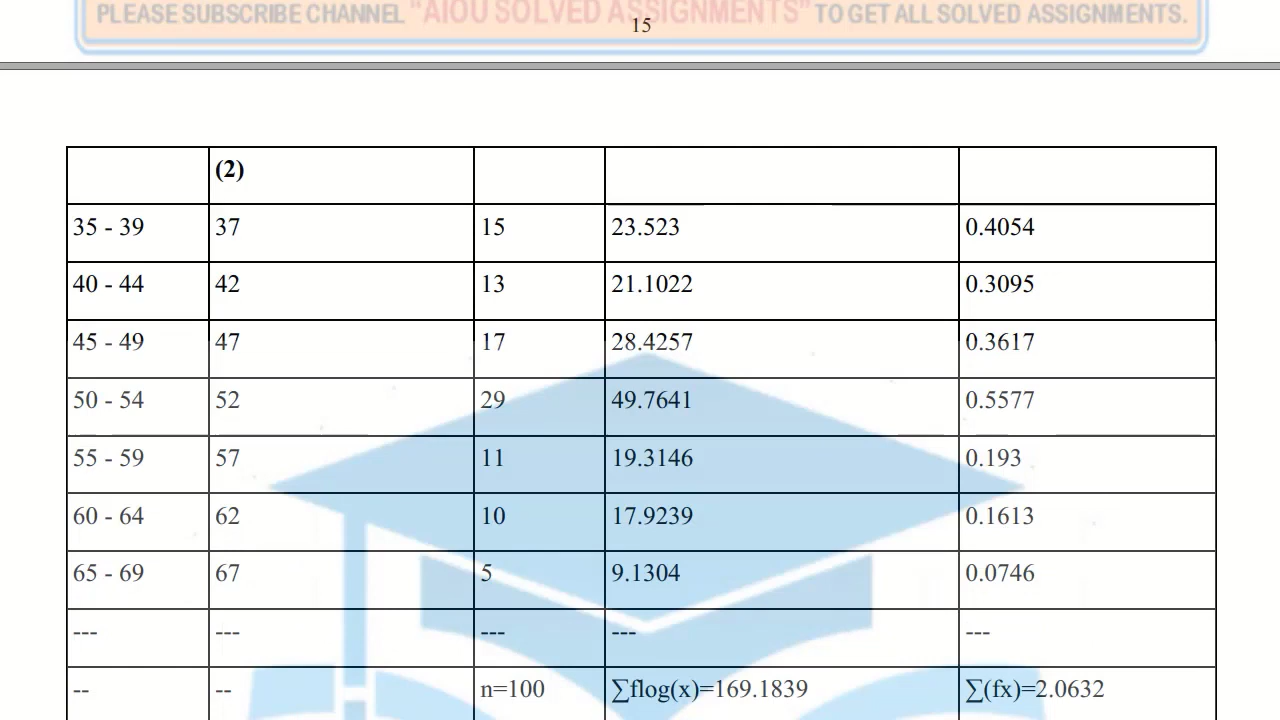 PLEASE SUBSCRIBE CHANNEL "AIOU SOLVED ASSIGNMENTS" TO GET ALL SOLVED ASSIGNMENTS.
15
(2)
35 - 39 37 15 23.523 0.4054
40 - 44 42 13 21.1022 0.3095
45 - 49 47 17 28.4257 0.3617
50 - 54 52 29 49.7641 0.5577
55 - 59 57 11 19.3146 0.193
60 - 64 62 10 17.9239 0.1613
65 - 69 67 5 9.1304 0.0746
--- --- --- --- ---
-- -- n=100 ∑flog(x)=169.1839 ∑(fx)=2.0632